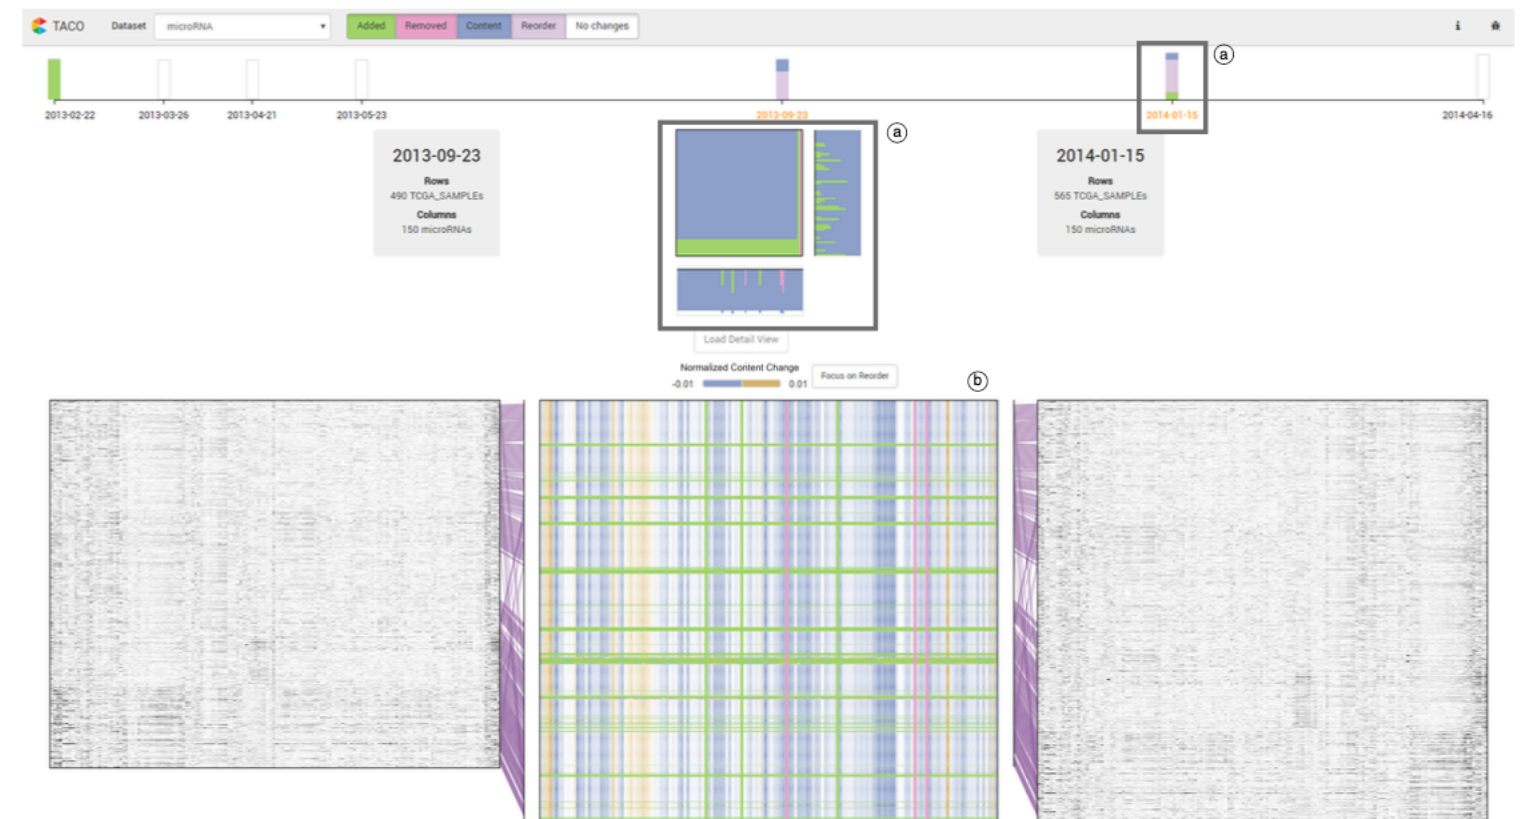 TACO Dataset microRNA Added Removed Content Reorder No changes i
ⓐ
2013-02-22 2013-03-26 2013-04-21 2013-05-23 2013-09-23 2014-01-15 2014-04-16
ⓐ
2013-09-23
Rows
490 TCGA_SAMPLEs
Columns
150 microRNAs
2014-01-15
Rows
565 TCGA_SAMPLEs
Columns
150 microRNAs
Load Detail View
Normalized Content Change
-0.01 0.01 Focus on Reorder
ⓑ